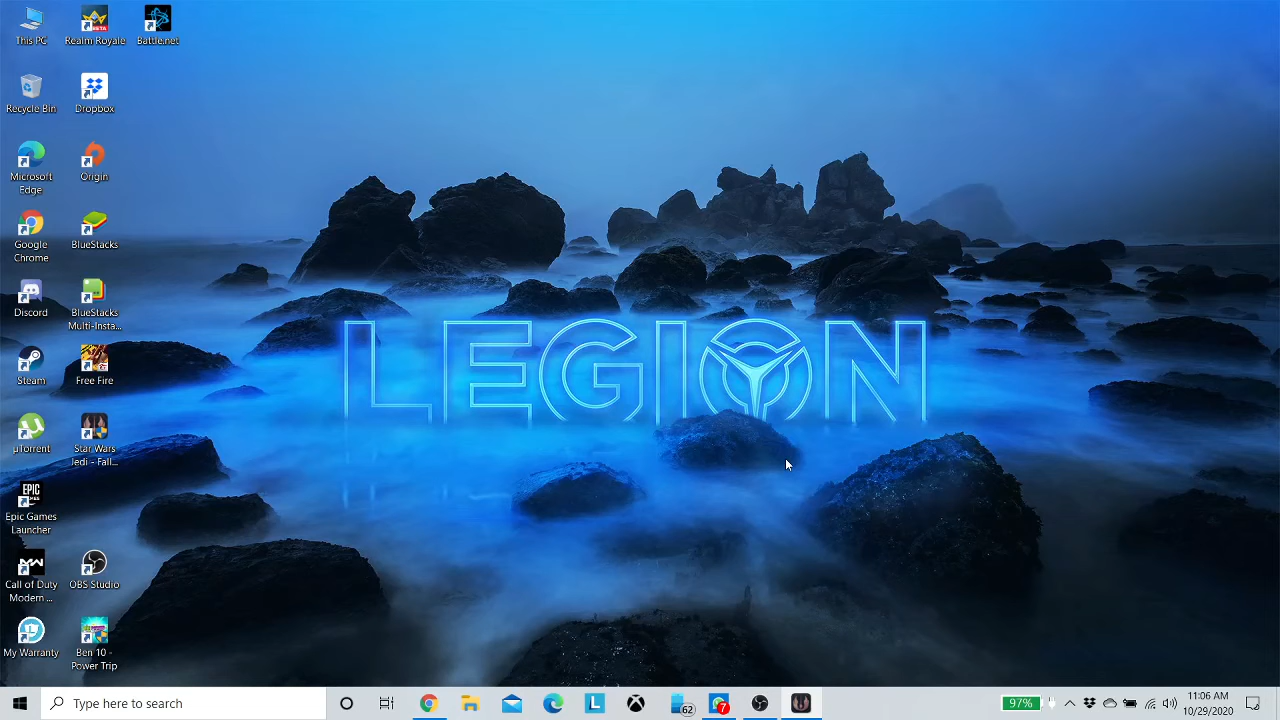 This PC
Realm Royale
Battle.net
Recycle Bin
Dropbox
Microsoft
Edge
Origin
Google
Chrome
BlueStacks
Discord
BlueStacks
Multi-Insta...
Steam
Free Fire
µTorrent
Star Wars
Jedi - Fall...
EPIC
GAMES
Epic Games
Launcher
Call of Duty
Modern ...
OBS Studio
My Warranty
Ben 10 -
Power Trip
LEGION
BETA
MW
L
Type here to search
L
62
7
97%
11:06 AM
10/29/2020